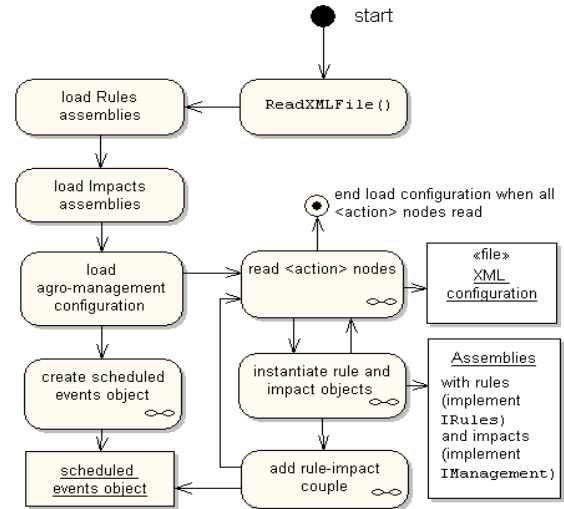 start
ReadXMLFile()
load Rules
assemblies
load Impacts
assemblies
end load configuration when all
<action> nodes read
load
agro-management
configuration
read <action> nodes
«file»
XML
configuration
create scheduled
events object
instantiate rule and
impact objects
Assemblies
with rules
(implement
IRules)
and impacts
(implement
IManagement)
scheduled
events object
add rule-impact
couple